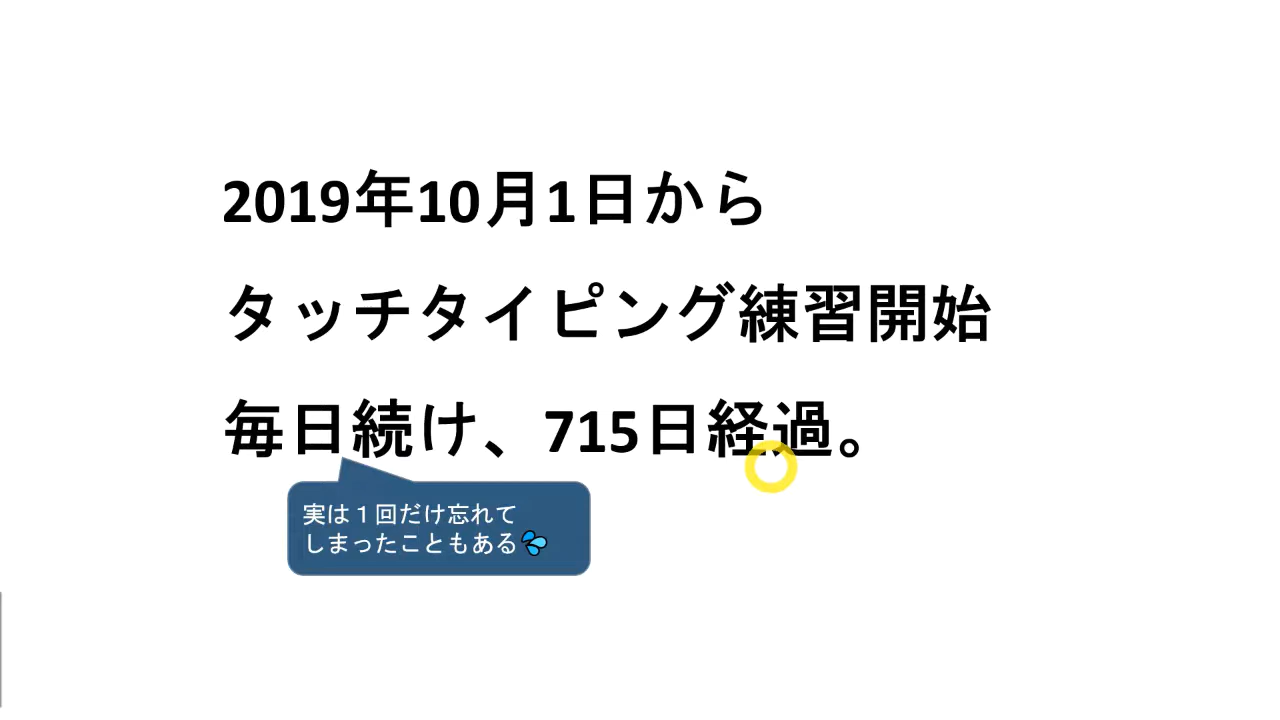 2019年10月1日から
タッチタイピング練習開始
毎日続け、715日経過。
実は１回だけ忘れて
しまったこともある💦